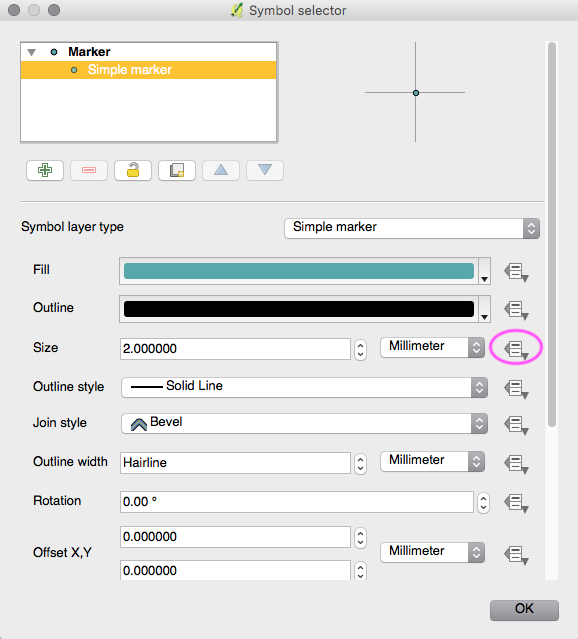 Symbol selector
Marker
Simple marker
Symbol layer type Simple marker
Fill
Outline
Size 2.000000 Millimeter
Outline style Solid Line
Join style Bevel
Outline width Hairline Millimeter
Rotation 0.00 °
0.000000
Offset X,Y Millimeter
0.000000
OK